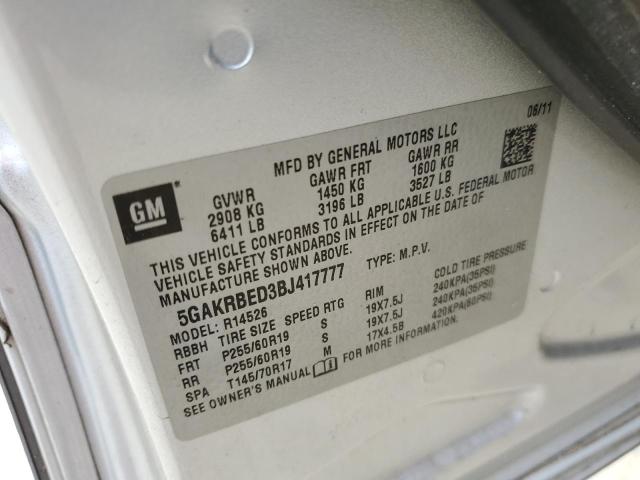 06/11
MFD BY GENERAL MOTORS LLC
GM
GVWR GAWR FRT GAWR RR
2908 KG 1450 KG 1600 KG
6411 LB 3196 LB 3527 LB
THIS VEHICLE CONFORMS TO ALL APPLICABLE U.S. FEDERAL MOTOR
VEHICLE SAFETY STANDARDS IN EFFECT ON THE DATE OF
MANUFACTURE SHOWN ABOVE.
5GAKRBED3BJ417777 TYPE: M.P.V.
MODEL: R14526
RBBH TIRE SIZE SPEED RTG RIM COLD TIRE PRESSURE
FRT P255/60R19 S 19X7.5J 240KPA(35PSI)
RR P255/60R19 S 19X7.5J 240KPA(35PSI)
SPA T145/70R17 M 17X4.5B 420KPA(60PSI)
SEE OWNER'S MANUAL FOR MORE INFORMATION.